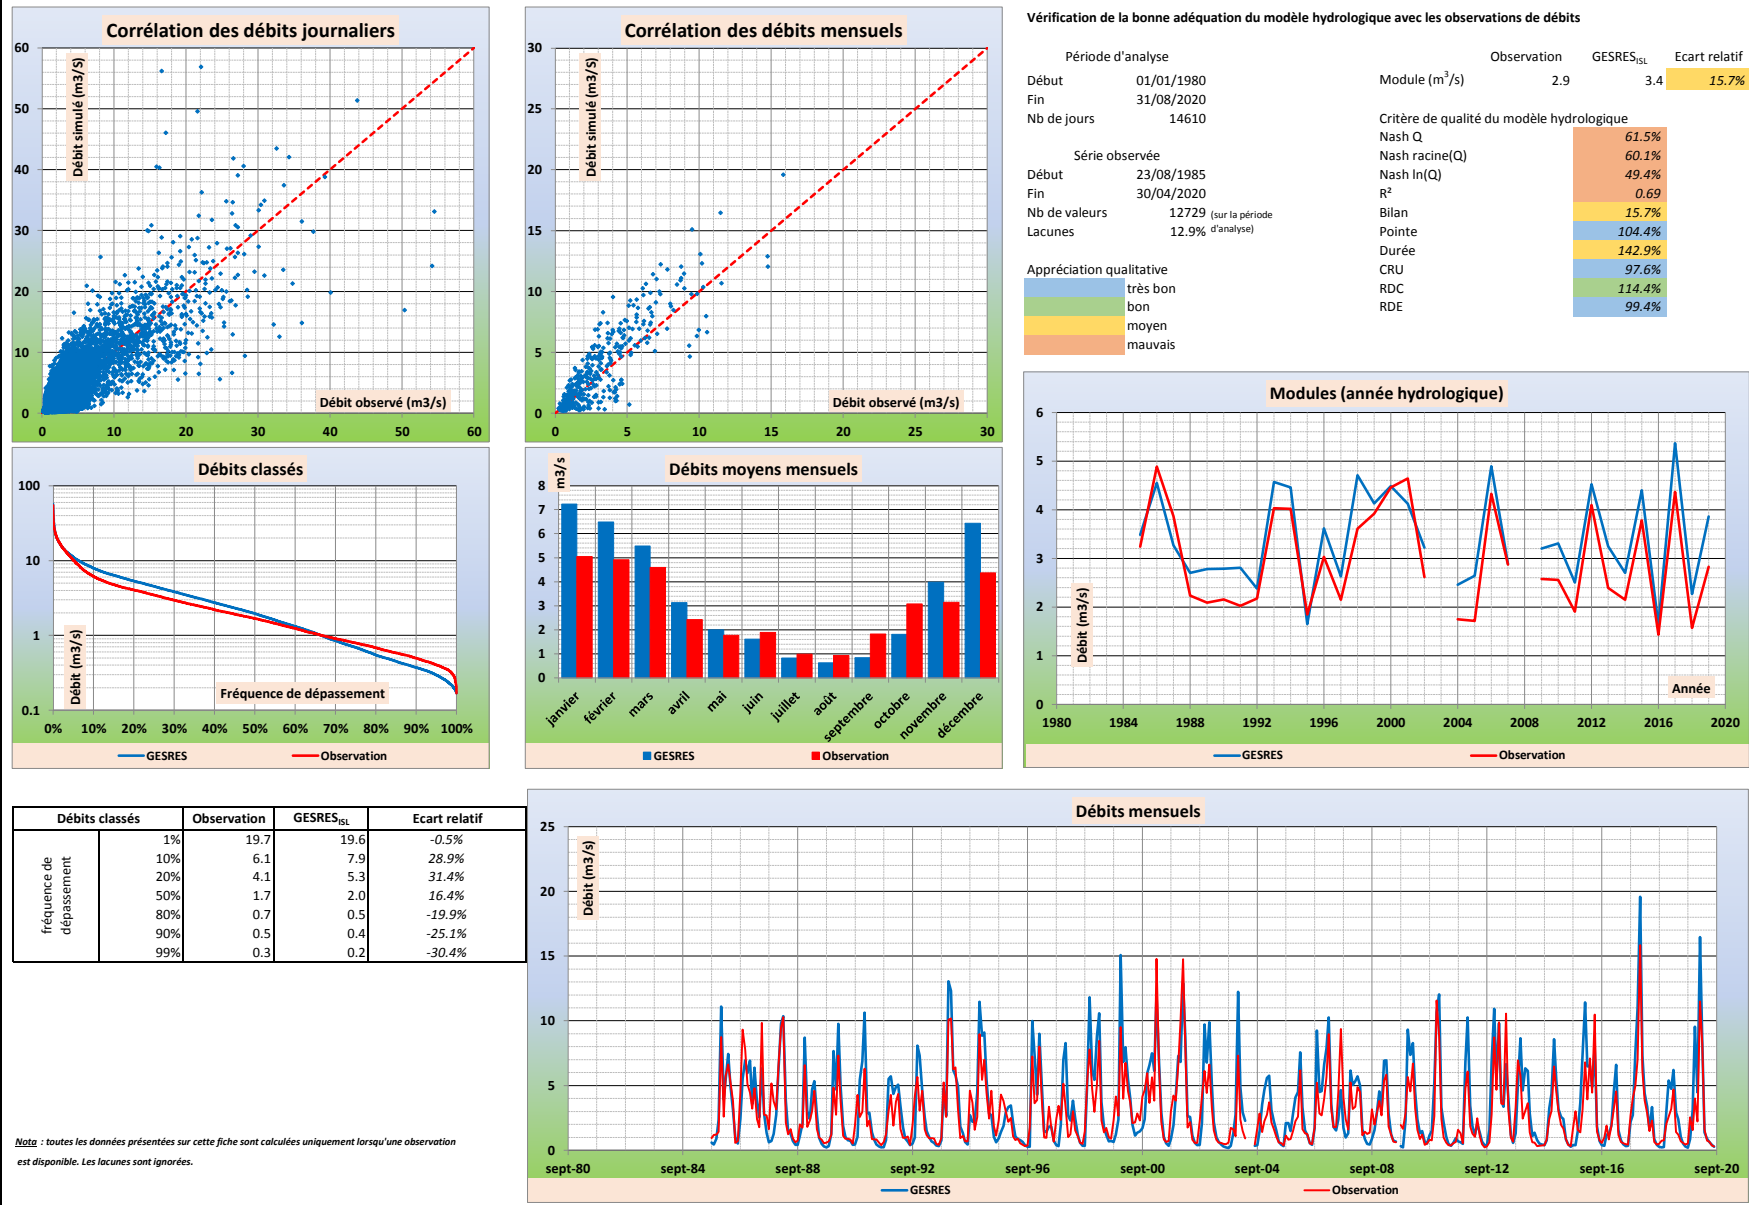 Corrélation des débits journaliers
Débit simulé (m3/S)
60
50
40
30
20
10
0
Débit observé (m3/s)
0 10 20 30 40 50 60
Corrélation des débits mensuels
Débit simulé (m3/S)
30
25
20
15
10
5
0
Débit observé (m3/s)
0 5 10 15 20 25 30
Vérification de la bonne adéquation du modèle hydrologique avec les observations de débits
Période d'analyse
Début 01/01/1980
Fin 31/08/2020
Nb de jours 14610
Série observée
Début 23/08/1985
Fin 30/04/2020
Nb de valeurs 12729 (sur la période
Lacunes 12.9% d'analyse)
Appréciation qualitative
très bon
bon
moyen
mauvais
Observation GESRES ISL Ecart relatif
Module (m³/s) 2.9 3.4 15.7%
Critère de qualité du modèle hydrologique
Nash Q 61.5%
Nash racine(Q) 60.1%
Nash ln(Q) 49.4%
R² 0.69
Bilan 15.7%
Pointe 104.4%
Durée 142.9%
CRU 97.6%
RDC 114.4%
RDE 99.4%
Débits classés
100
10
1
0.1
Débit (m3/s)
Fréquence de dépassement
0% 10% 20% 30% 40% 50% 60% 70% 80% 90% 100%
GESRES Observation
Débits moyens mensuels
m3/s
8
7
6
5
4
3
2
1
0
janvier février mars avril mai juin juillet août septembre octobre novembre décembre
GESRES Observation
Modules (année hydrologique)
6
5
4
3
2
1
0
Débit (m3/s)
Année
1980 1984 1988 1992 1996 2000 2004 2008 2012 2016 2020
GESRES Observation
Débits classés Observation GESRES ISL Ecart relatif
fréquence de
dépassement
1% 19.7 19.6 -0.5%
10% 6.1 7.9 28.9%
20% 4.1 5.3 31.4%
50% 1.7 2.0 16.4%
80% 0.7 0.5 -19.9%
90% 0.5 0.4 -25.1%
99% 0.3 0.2 -30.4%
Débits mensuels
Débit (m3/s)
25
20
15
10
5
0
sept-80 sept-84 sept-88 sept-92 sept-96 sept-00 sept-04 sept-08 sept-12 sept-16 sept-20
GESRES Observation
Nota : toutes les données présentées sur cette fiche sont calculées uniquement lorsqu'une observation
est disponible. Les lacunes sont ignorées.